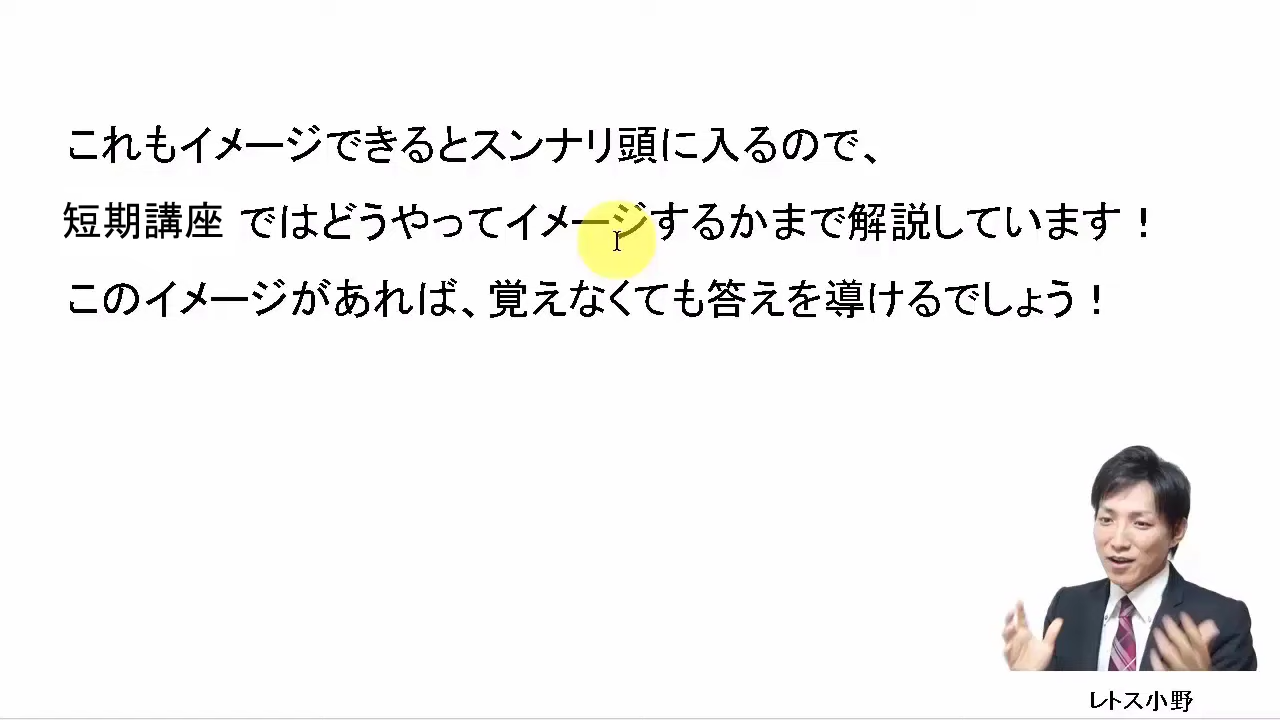 これもイメージできるとスンナリ頭に入るので、
短期講座 ではどうやってイメージするかまで解説しています！
このイメージがあれば、覚えなくても答えを導けるでしょう！
レトス小野